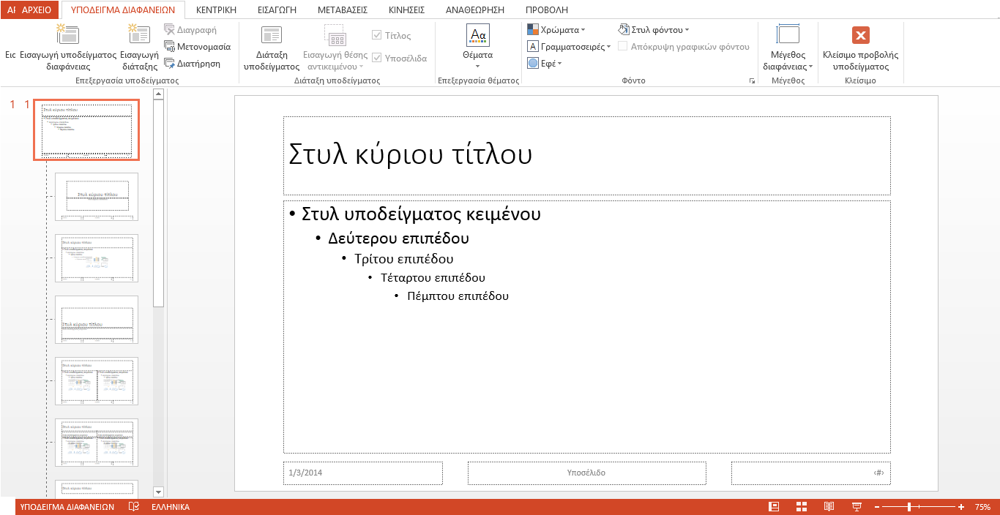 ΑΡ ΑΡΧΕΙΟ ΥΠΟΔΕΙΓΜΑ ΔΙΑΦΑΝΕΙΩΝ ΚΕΝΤΡΙΚΗ ΕΙΣΑΓΩΓΗ ΜΕΤΑΒΑΣΕΙΣ ΚΙΝΗΣΕΙΣ ΑΝΑΘΕΩΡΗΣΗ ΠΡΟΒΟΛΗ
Εις Εισαγωγή υποδείγματος
διαφάνειας
Εισαγωγή
διάταξης
Διαγραφή
Μετονομασία
Διατήρηση
Επεξεργασία υποδείγματος
Διάταξη
υποδείγματος
Εισαγωγή θέσης
αντικειμένου
Τίτλος
Υποσέλιδα
Διάταξη υποδείγματος
Αα
Θέματα
Επεξεργασία θέματος
Χρώματα
Α Γραμματοσειρές
Εφέ
Στυλ φόντου
Απόκρυψη γραφικών φόντου
Φόντο
Μέγεθος
διαφάνειας
Μέγεθος
Κλείσιμο προβολής
υποδείγματος
Κλείσιμο
1 1
Στυλ κύριου τίτλου
Στυλ κύριου τίτλου
Στυλ κύριου τίτλου
Στυλ κύριου τίτλου
Στυλ κύριου τίτλου
Στυλ κύριου τίτλου
Στυλ κύριου τίτλου
Στυλ κύριου τίτλου
• Στυλ υποδείγματος κειμένου
• Δεύτερου επιπέδου
• Τρίτου επιπέδου
• Τέταρτου επιπέδου
• Πέμπτου επιπέδου
1/3/2014 Υποσέλιδο ‹#›
ΥΠΟΔΕΙΓΜΑ ΔΙΑΦΑΝΕΙΩΝ ΕΛΛΗΝΙΚΑ 75%